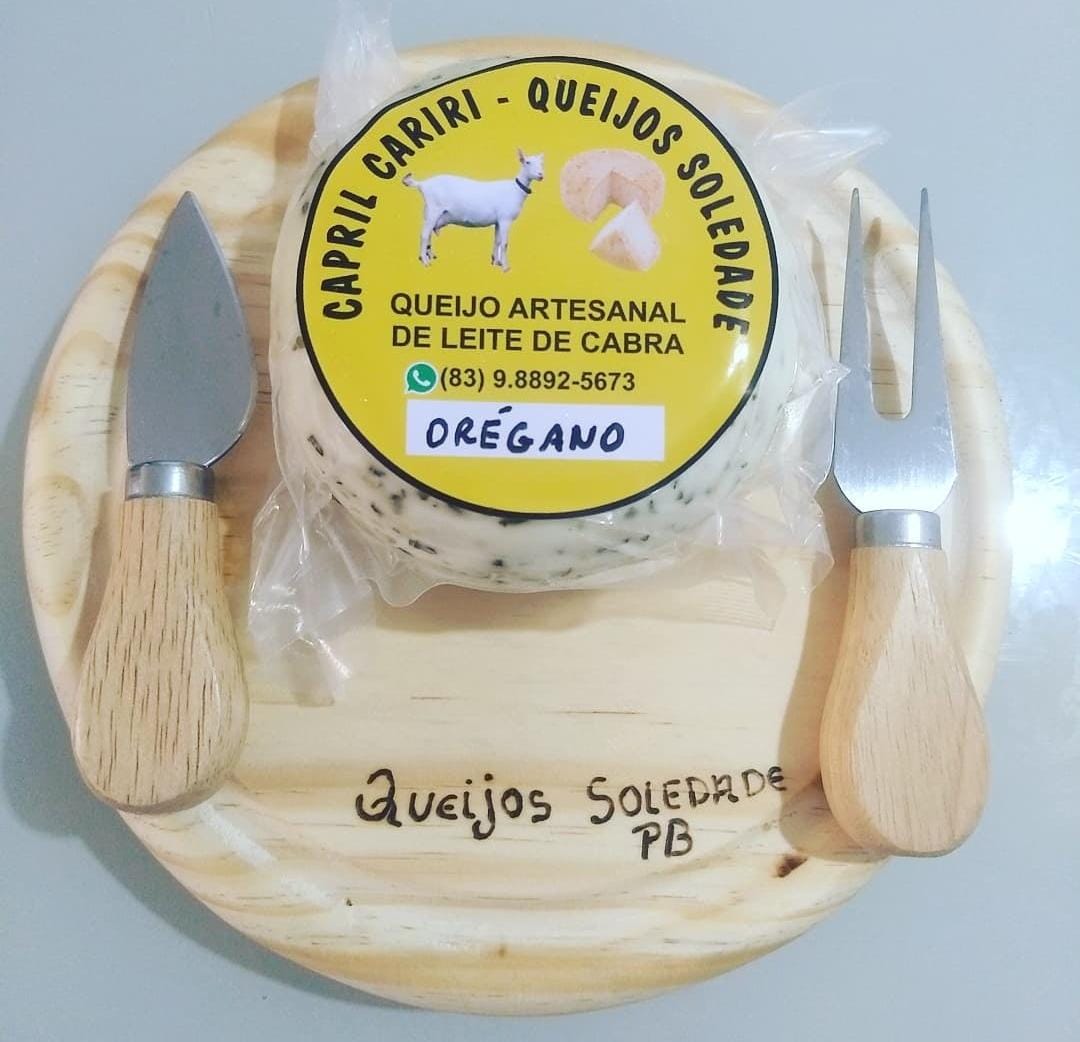 CAPRIL CARIRI - QUEIJOS SOLEDADE
QUEIJO ARTESANAL
DE LEITE DE CABRA
(83) 9.8892-5673
ORÉGANO
QUEIJOS SOLEDADE
PB